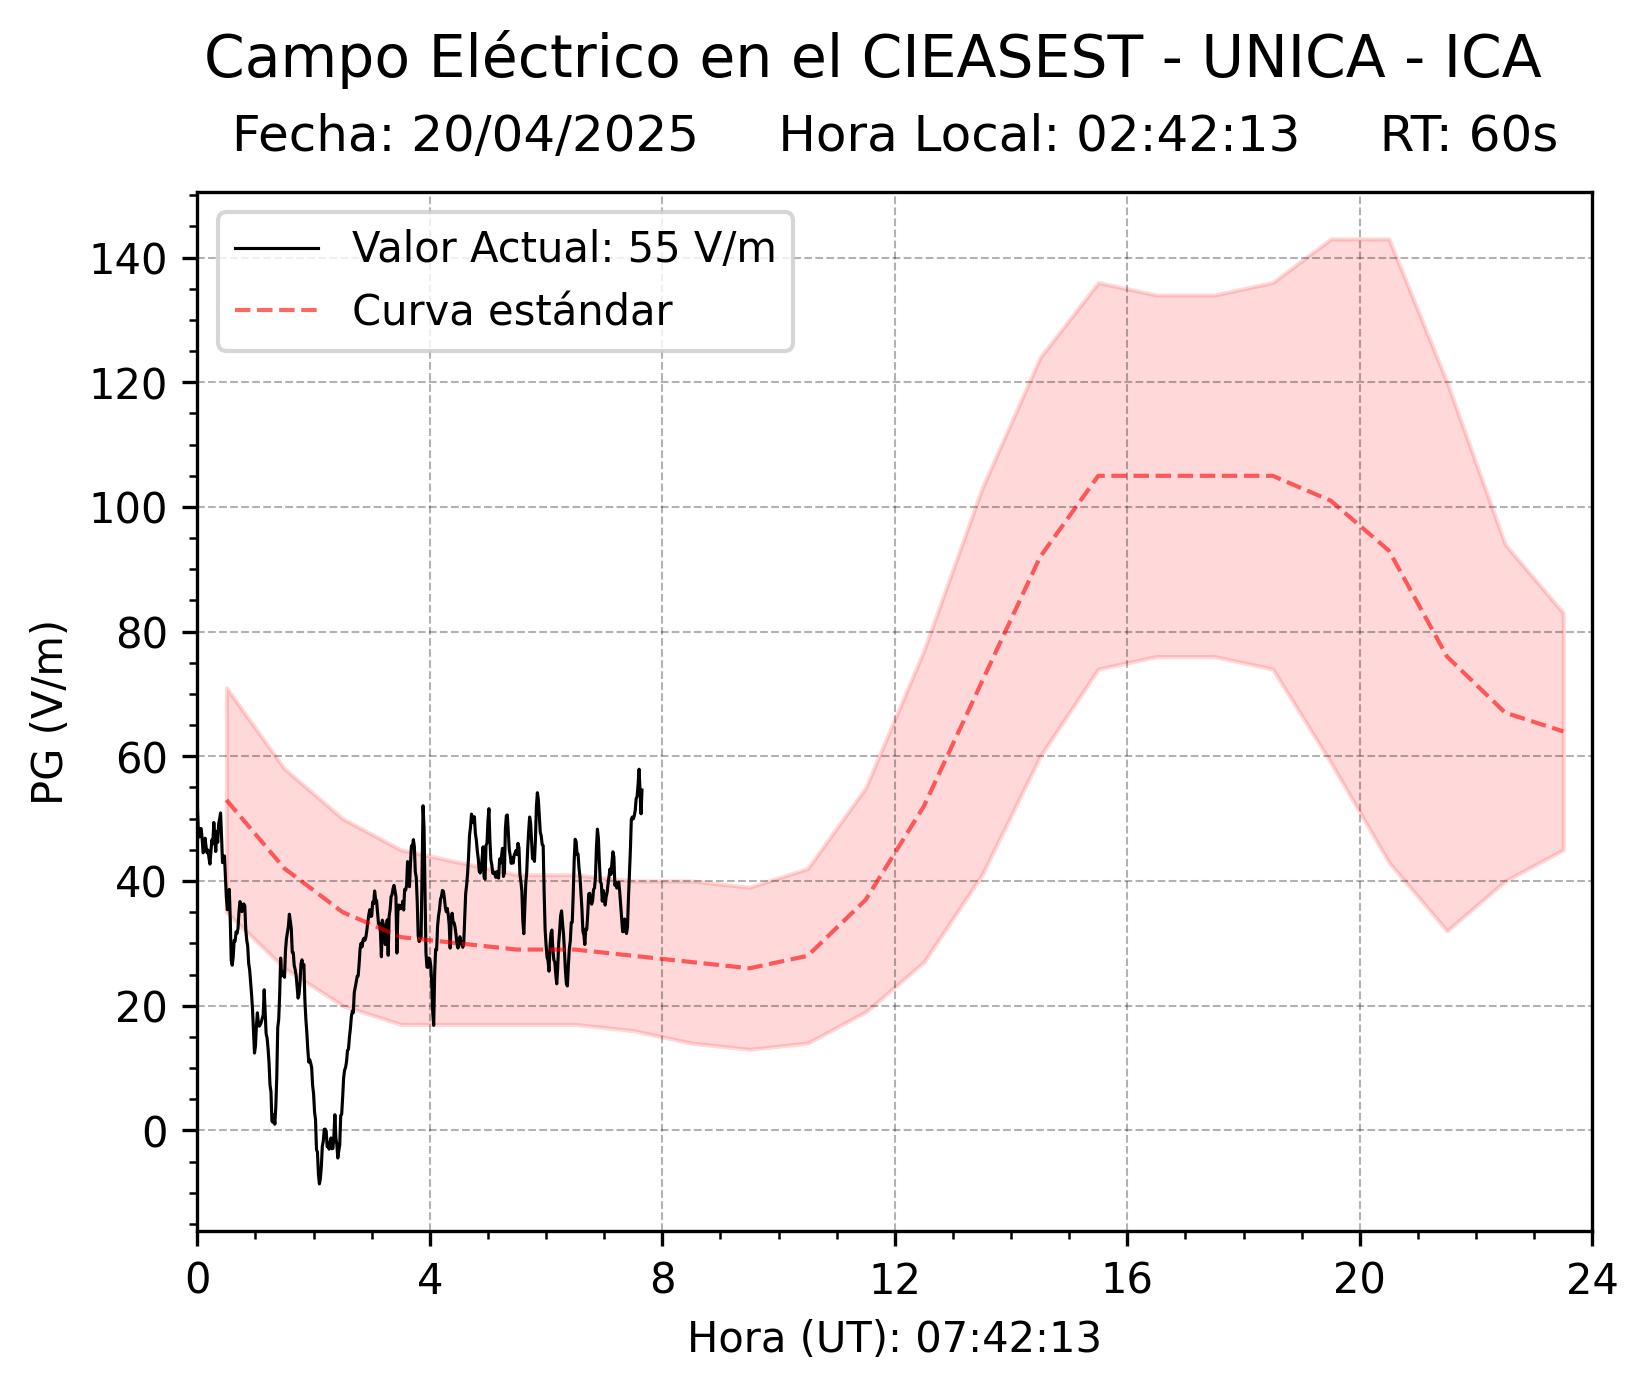 Campo Eléctrico en el CIEASEST - UNICA - ICA
Fecha: 20/04/2025 Hora Local: 02:42:13 RT: 60s
Valor Actual: 55 V/m
Curva estándar
140
120
100
80
60
40
20
0
PG (V/m)
0 4 8 12 16 20 24
Hora (UT): 07:42:13